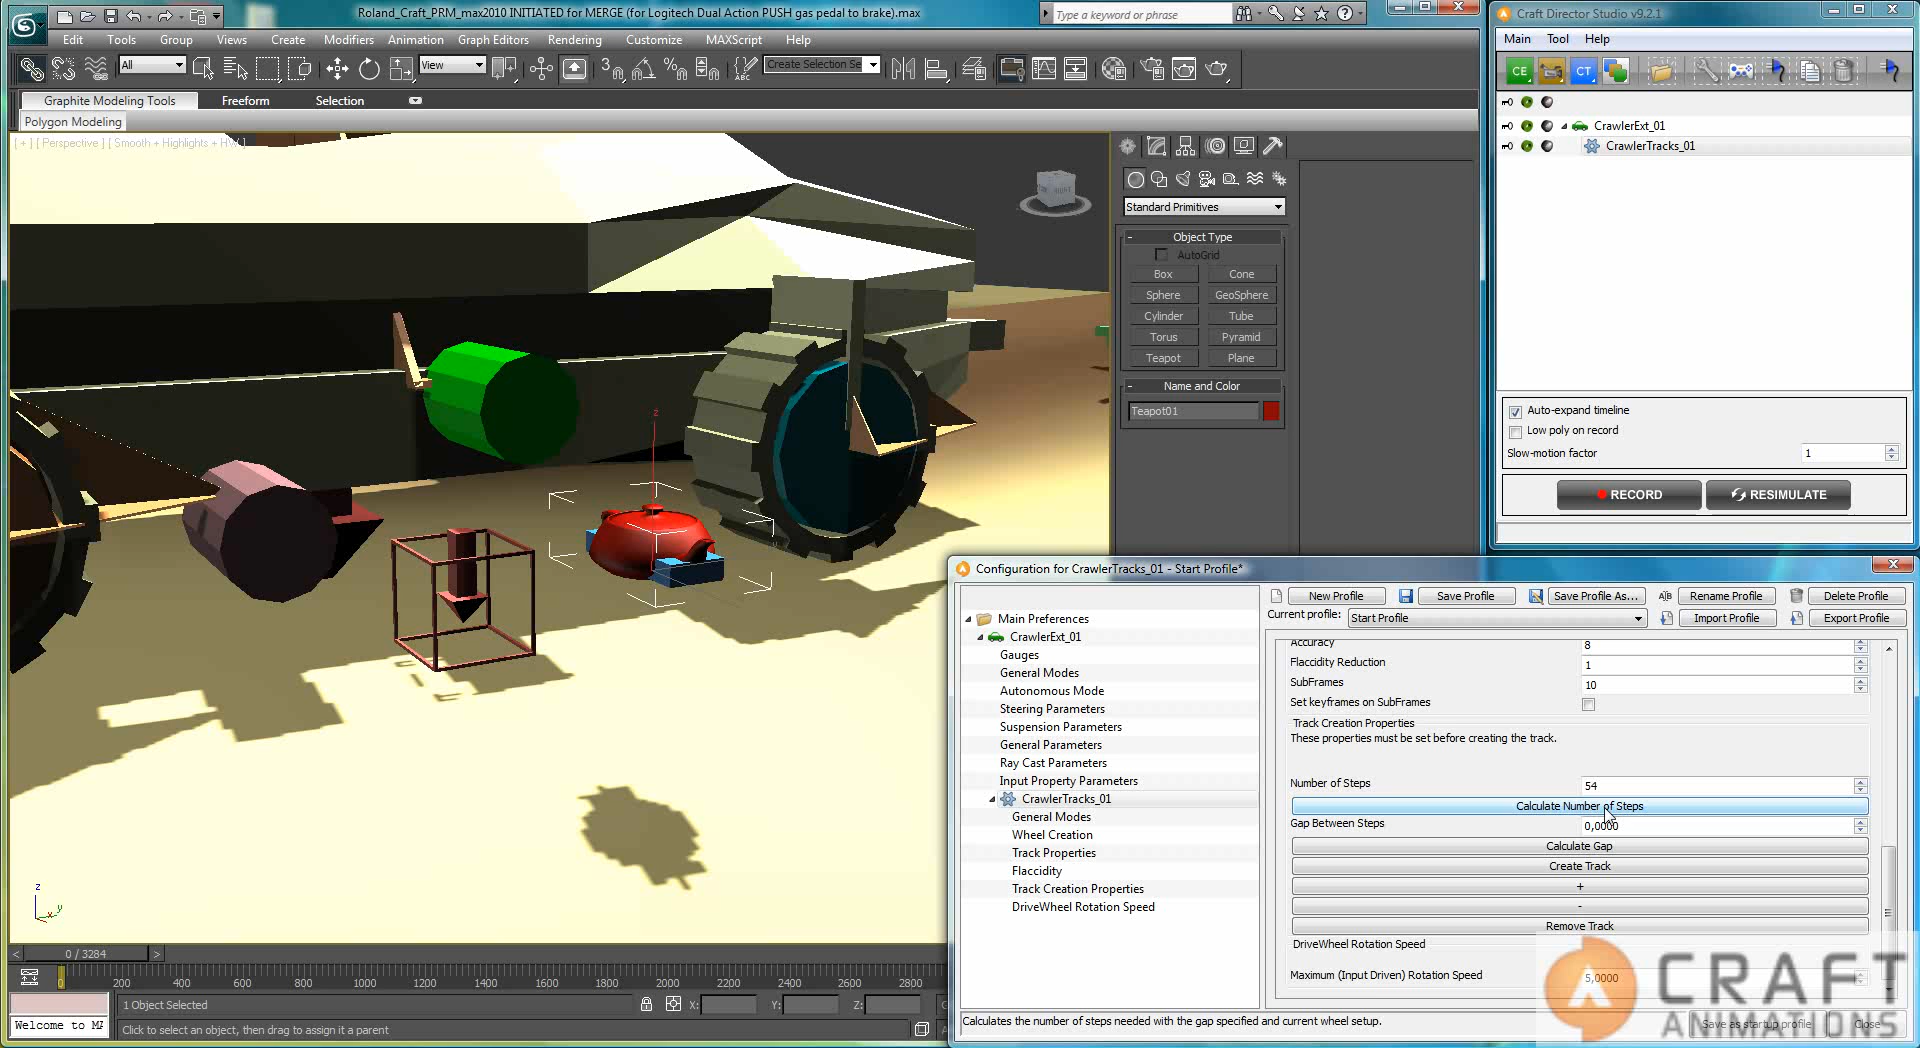 Roland_Craft_PRM_max2010 INITIATED for MERGE (for Logitech Dual Action PUSH gas pedal to brake).max
Type a keyword or phrase
Edit Tools Group Views Create Modifiers Animation Graph Editors Rendering Customize MAXScript Help
All
View
Create Selection Se
Graphite Modeling Tools Freeform Selection
Polygon Modeling
[ + ] [ Perspective ] [ Smooth + Highlights + HW ]
Standard Primitives
Object Type
AutoGrid
Box Cone
Sphere GeoSphere
Cylinder Tube
Torus Pyramid
Teapot Plane
Name and Color
Teapot01
z
z
y
x
0 / 3284
0 200 400 600 800 1000 1200 1400 1600 1800 2000 2200 2400 2600 2800
1 Object Selected
X: Y: Z:
Welcome to MA
Click to select an object, then drag to assign it a parent
Craft Director Studio v9.2.1
Main Tool Help
CE CT
CrawlerExt_01
CrawlerTracks_01
Auto-expand timeline
Low poly on record
Slow-motion factor 1
RECORD RESIMULATE
Configuration for CrawlerTracks_01 - Start Profile*
New Profile Save Profile Save Profile As... Rename Profile Delete Profile
Current profile: Start Profile Import Profile Export Profile
Main Preferences
CrawlerExt_01
Gauges
General Modes
Autonomous Mode
Steering Parameters
Suspension Parameters
General Parameters
Ray Cast Parameters
Input Property Parameters
CrawlerTracks_01
General Modes
Wheel Creation
Track Properties
Flaccidity
Track Creation Properties
DriveWheel Rotation Speed
Accuracy 8
Flaccidity Reduction 1
SubFrames 10
Set keyframes on SubFrames
Track Creation Properties
These properties must be set before creating the track.
Number of Steps 54
Calculate Number of Steps
Gap Between Steps 0,0000
Calculate Gap
Create Track
+
-
Remove Track
DriveWheel Rotation Speed
Maximum (Input Driven) Rotation Speed 5,0000
Calculates the number of steps needed with the gap specified and current wheel setup.
Save as startup profile Close
CRAFT
ANIMATIONS